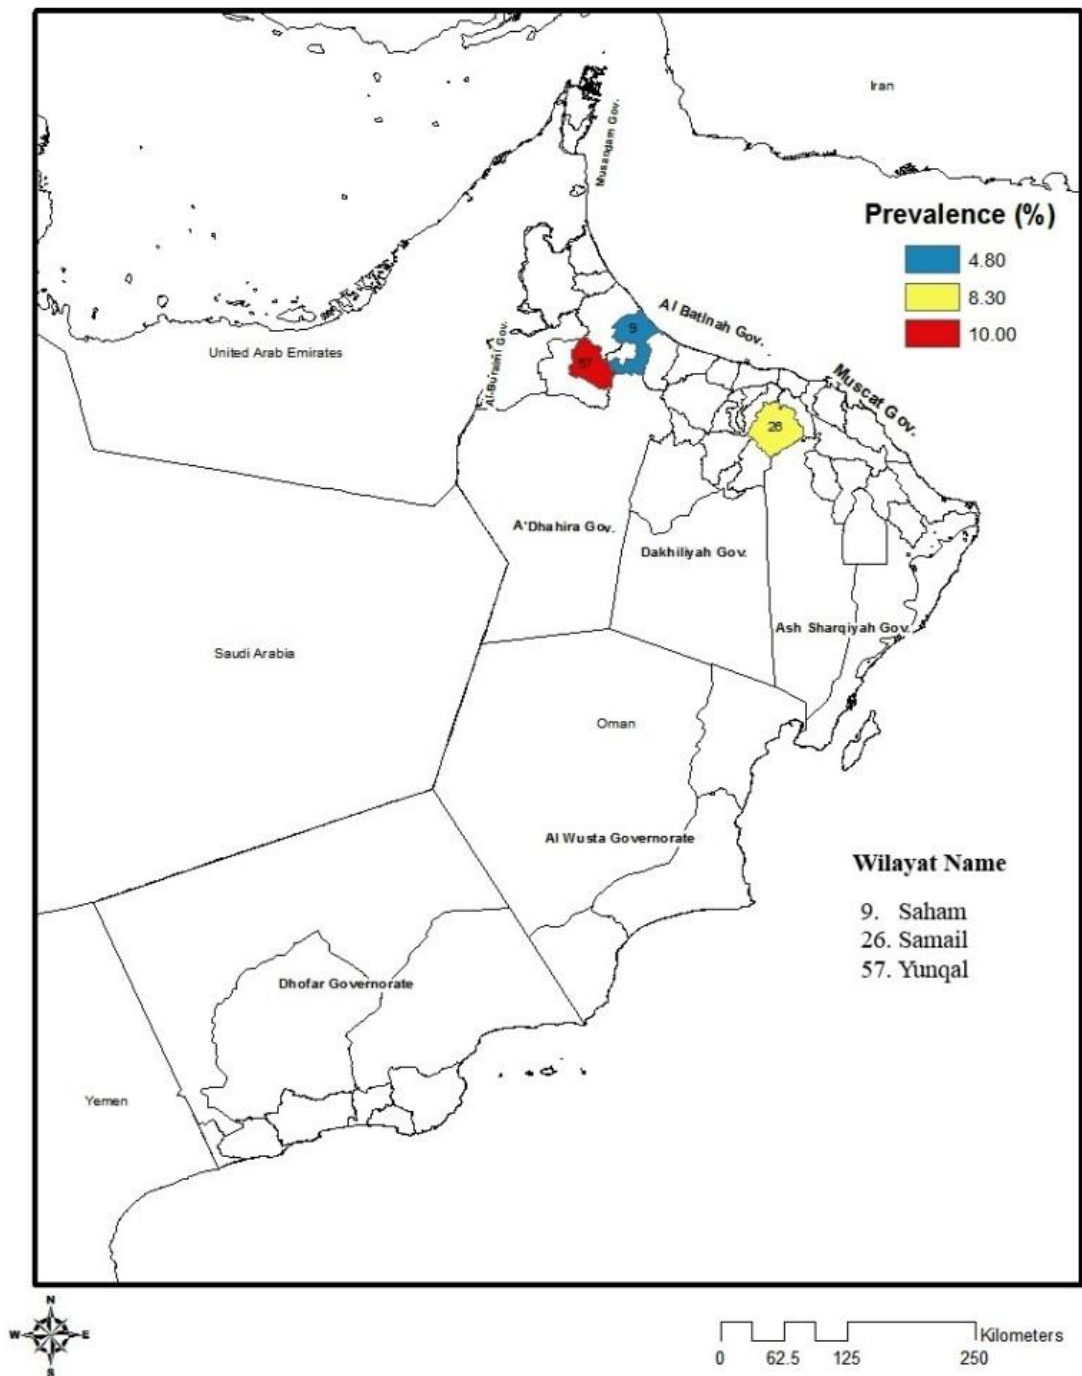 Iran
Musandam Gov.
Prevalence (%)
4.80
8.30
10.00
Al Batinah Gov.
9
United Arab Emirates
Al-Buraimi Gov.
57
Muscat Gov.
26
A'Dhahira Gov.
Dakhiliyah Gov.
Ash Sharqiyah Gov.
Saudi Arabia
Oman
Al Wusta Governorate
Wilayat Name
9. Saham
26. Samail
57. Yunqal
Dhofar Governorate
Yemen
N
W E
S
Kilometers
0 62.5 125 250